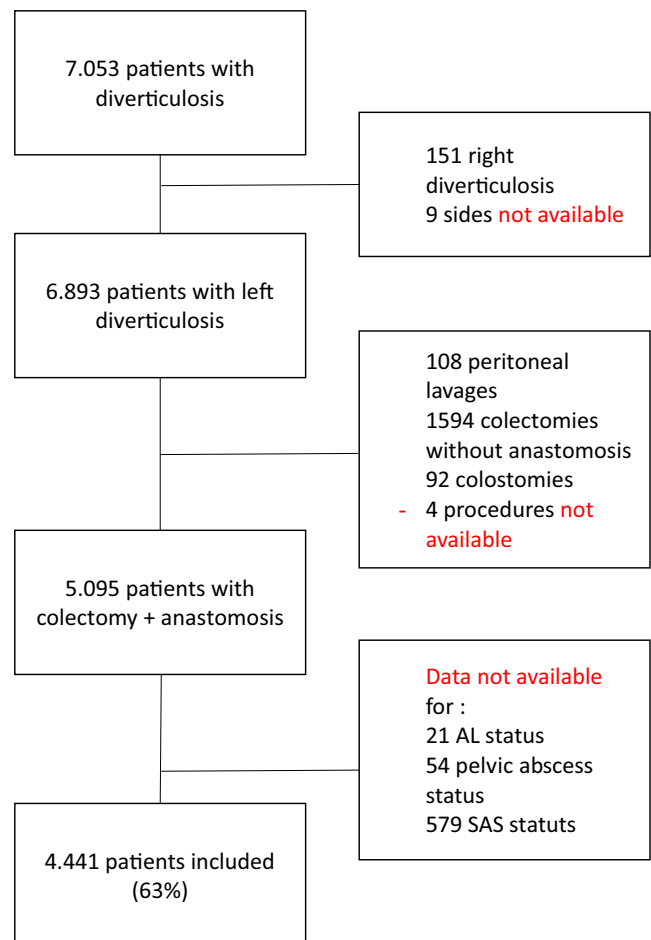 7.053 patients with
diverticulosis
151 right
diverticulosis
9 sides not available
6.893 patients with left
diverticulosis
108 peritoneal
lavages
1594 colectomies
without anastomosis
92 colostomies
- 4 procedures not
available
5.095 patients with
colectomy + anastomosis
Data not available
for :
21 AL status
54 pelvic abscess
status
579 SAS statuts
4.441 patients included
(63%)